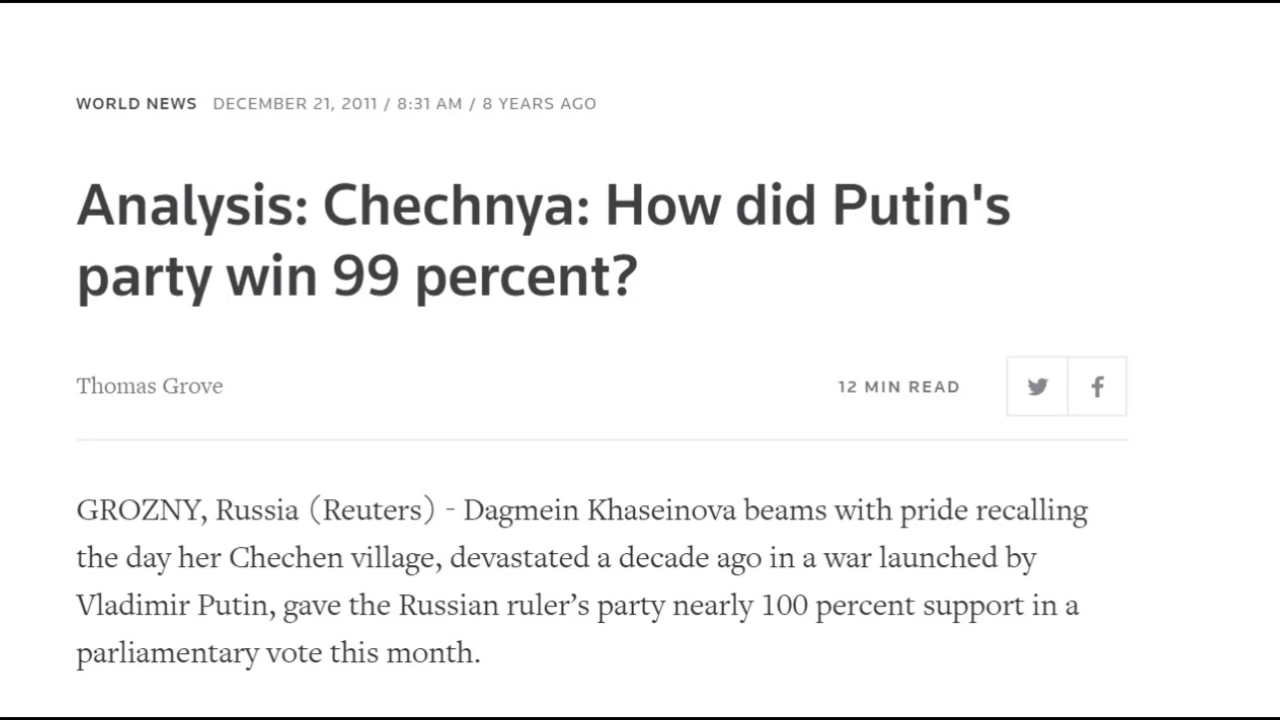 WORLD NEWS DECEMBER 21, 2011 / 8:31 AM / 8 YEARS AGO
Analysis: Chechnya: How did Putin's
party win 99 percent?
Thomas Grove 12 MIN READ
GROZNY, Russia (Reuters) - Dagmein Khaseinova beams with pride recalling
the day her Chechen village, devastated a decade ago in a war launched by
Vladimir Putin, gave the Russian ruler’s party nearly 100 percent support in a
parliamentary vote this month.